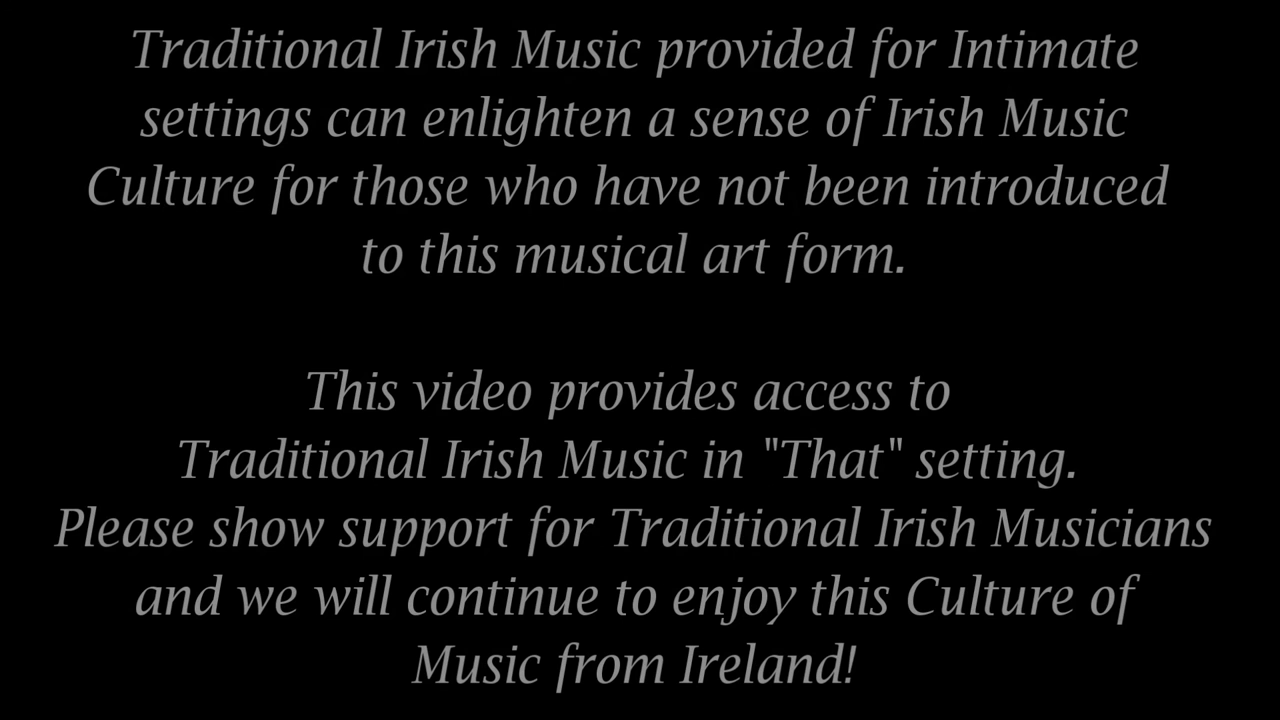 Traditional Irish Music provided for Intimate
settings can enlighten a sense of Irish Music
Culture for those who have not been introduced
to this musical art form.
This video provides access to
Traditional Irish Music in "That" setting.
Please show support for Traditional Irish Musicians
and we will continue to enjoy this Culture of
Music from Ireland!